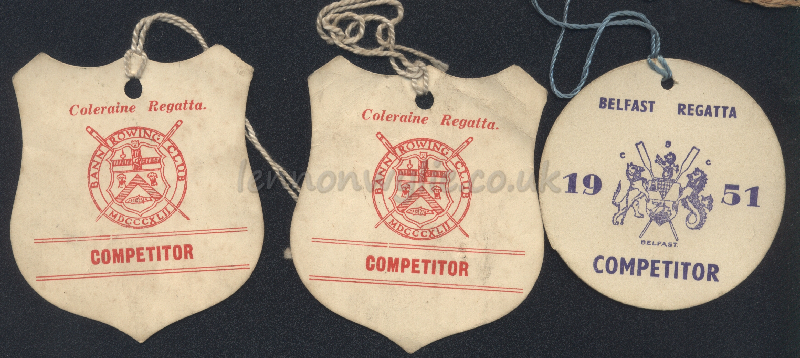 Coleraine Regatta.
BANN ROWING CLUB
MDCCCXLII
COMPETITOR
Coleraine Regatta.
BANN ROWING CLUB
MDCCCXLII
COMPETITOR
BELFAST REGATTA
B
C C
19 51
BELFAST.
COMPETITOR
lennonwylie.co.uk